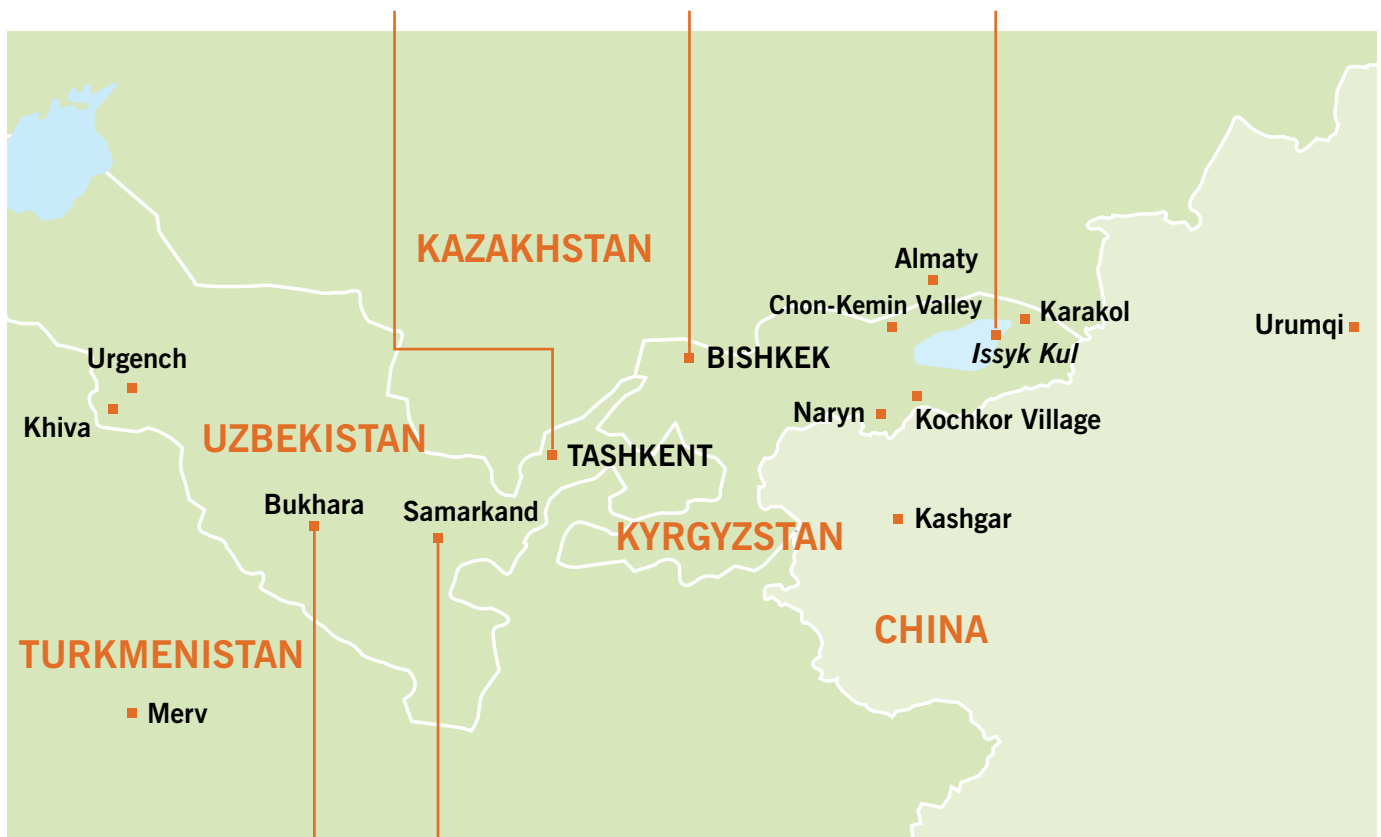 KAZAKHSTAN
Almaty
Chon-Kemin Valley
Karakol
Urumqi
Issyk Kul
BISHKEK
Urgench
Khiva
Naryn
Kochkor Village
UZBEKISTAN
TASHKENT
Bukhara
Samarkand
Kashgar
KYRGYZSTAN
CHINA
TURKMENISTAN
Merv